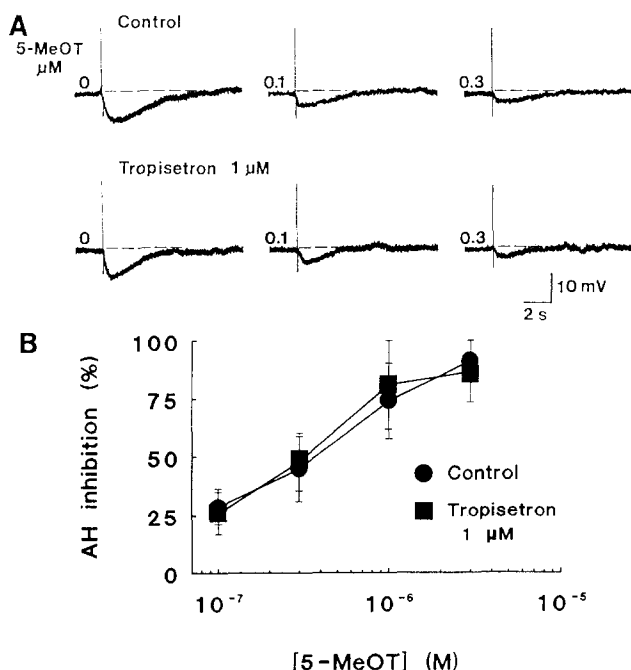 A
Control
5-MeOT
µM
0
0.1
0.3
Tropisetron 1 µM
0
0.1
0.3
10 mV
2 s
B
100
75
50
25
0
AH inhibition (%)
Control
Tropisetron
1 µM
10⁻⁷
10⁻⁶
10⁻⁵
[5-MeOT] (M)